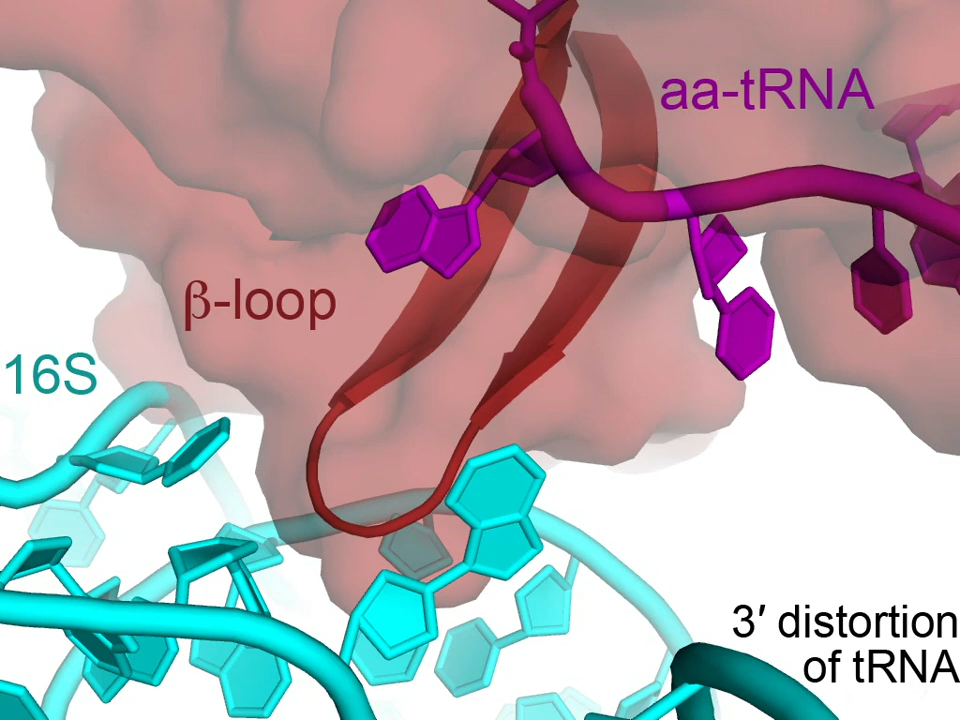 aa-tRNA
β-loop
16S
3′ distortion
of tRNA